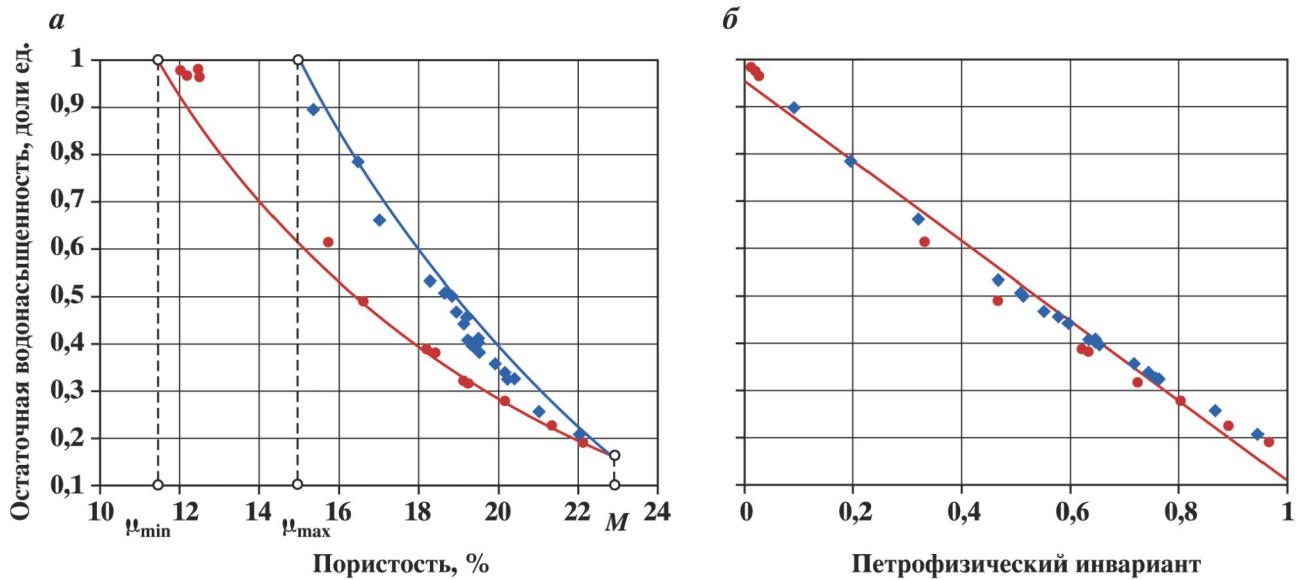 а
б
Остаточная водонасыщенность, доли ед.
1
0,9
0,8
0,7
0,6
0,5
0,4
0,3
0,2
0,1
10 12 14 16 18 20 22 24
μmin μmax M
Пористость, %
0 0,2 0,4 0,6 0,8 1
Петрофизический инвариант